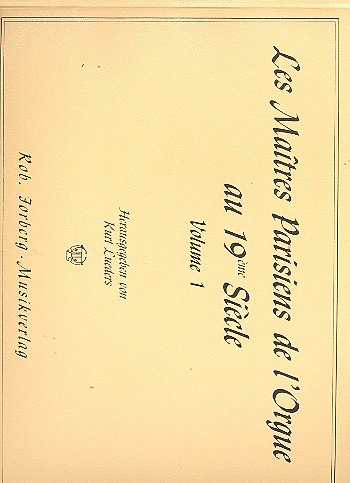 Les Maîtres Parisiens de l'Orgue
au 19ème Siècle
Volume 1
Herausgegeben von
Kurt Lueders
Rob. Forberg · Musikverlag